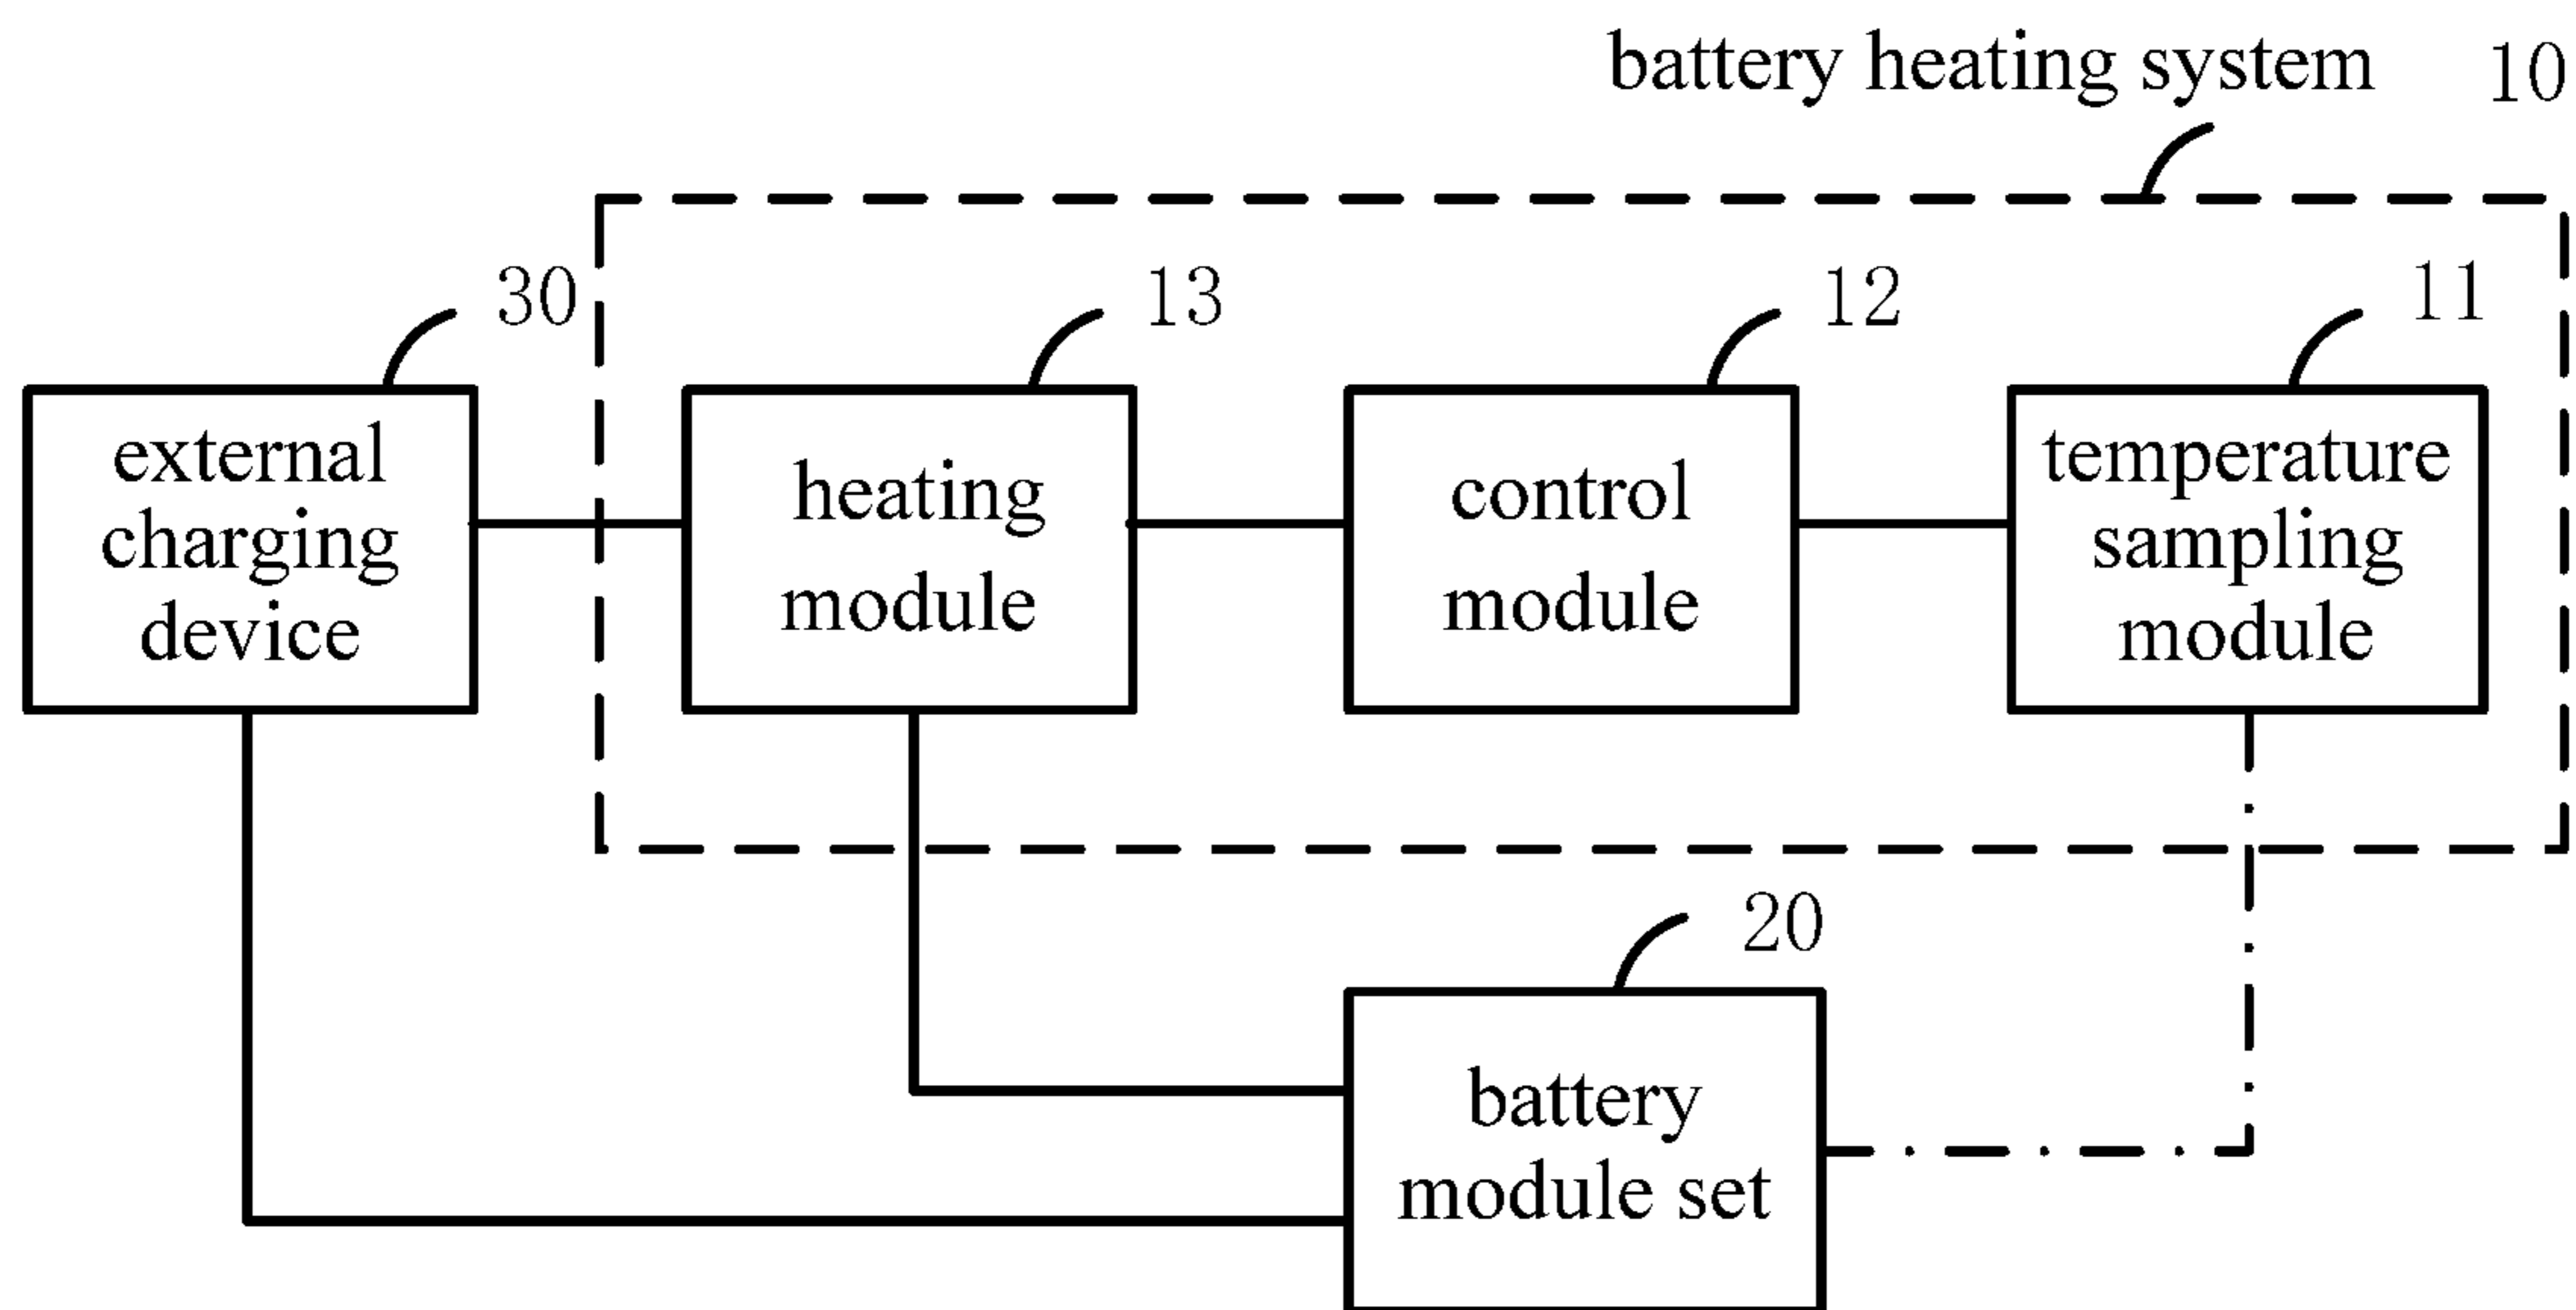 battery heating system 10
30
13
12
11
external
charging
device
heating
module
control
module
temperature
sampling
module
20
battery
module set